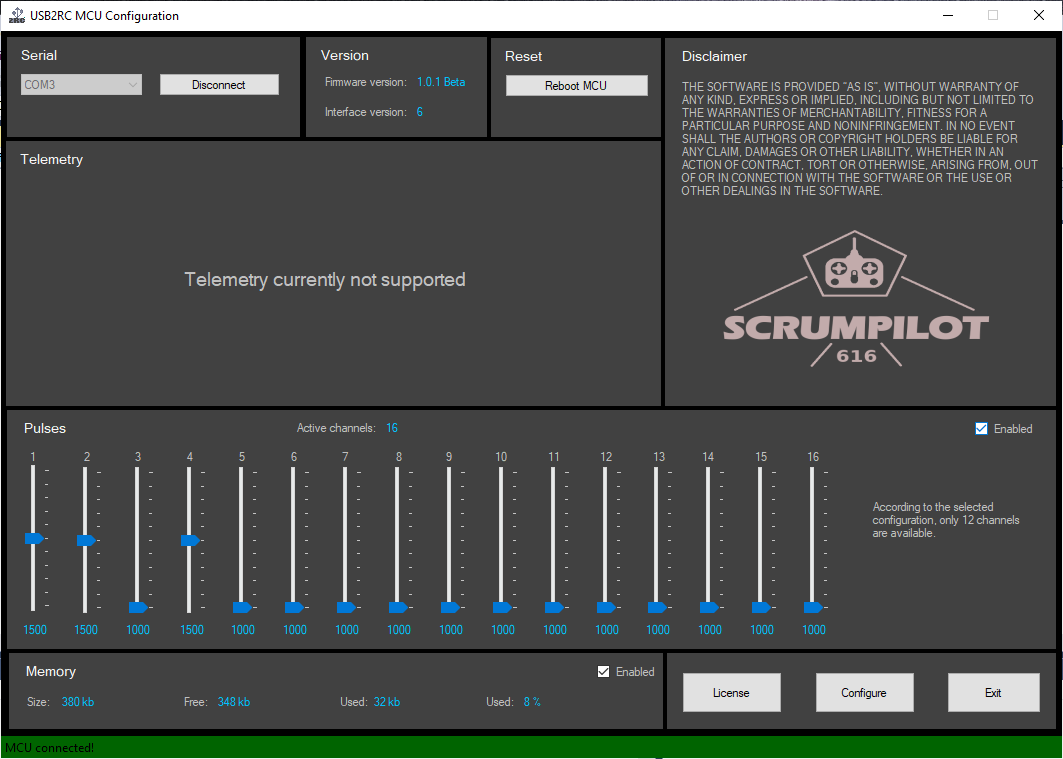 USB2RC MCU Configuration
Serial
COM3
Disconnect
Version
Firmware version: 1.0.1 Beta
Interface version: 6
Reset
Reboot MCU
Disclaimer
THE SOFTWARE IS PROVIDED "AS IS", WITHOUT WARRANTY OF
ANY KIND, EXPRESS OR IMPLIED, INCLUDING BUT NOT LIMITED TO
THE WARRANTIES OF MERCHANTABILITY, FITNESS FOR A
PARTICULAR PURPOSE AND NONINFRINGEMENT. IN NO EVENT
SHALL THE AUTHORS OR COPYRIGHT HOLDERS BE LIABLE FOR
ANY CLAIM, DAMAGES OR OTHER LIABILITY, WHETHER IN AN
ACTION OF CONTRACT, TORT OR OTHERWISE, ARISING FROM, OUT
OF OR IN CONNECTION WITH THE SOFTWARE OR THE USE OR
OTHER DEALINGS IN THE SOFTWARE.
SCRUMPILOT
616
Telemetry
Telemetry currently not supported
Pulses
Active channels: 16
Enabled
1 2 3 4 5 6 7 8 9 10 11 12 13 14 15 16
According to the selected
configuration, only 12 channels
are available.
1500 1500 1000 1500 1000 1000 1000 1000 1000 1000 1000 1000 1000 1000 1000 1000
Memory
Enabled
Size: 380 kb Free: 348 kb Used: 32 kb Used: 8 %
License
Configure
Exit
MCU connected!